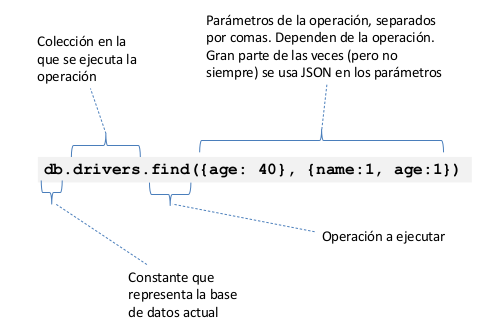 Parámetros de la operación, separados
por comas. Dependen de la operación.
Gran parte de las veces (pero no
siempre) se usa JSON en los parámetros
Colección en la
que se ejecuta la
operación
db.drivers.find({age: 40}, {name:1, age:1})
Operación a ejecutar
Constante que
representa la base
de datos actual